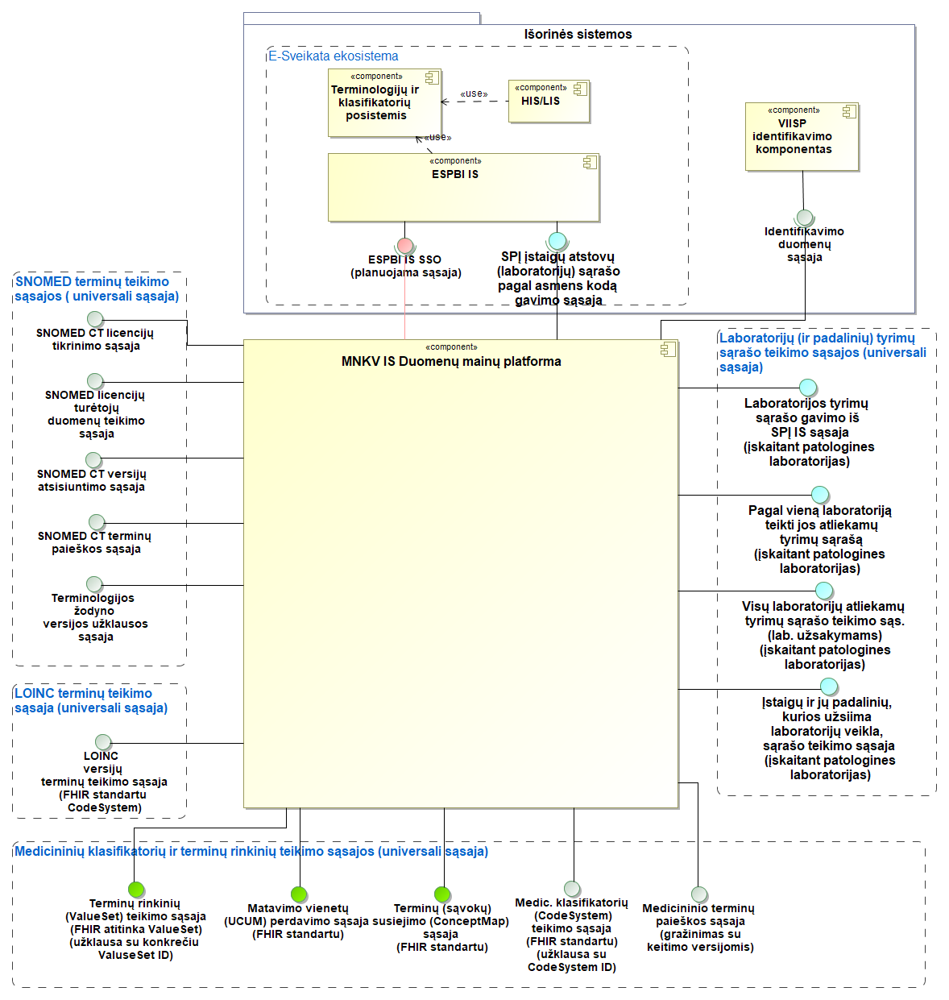 Išorinės sistemos
E-Sveikata ekosistema
«component»
Terminologijų ir
klasifikatorių
posistemis
«use»
«component»
HIS/LIS
«component»
VIISP
identifikavimo
komponentas
«use»
«component»
ESPBI IS
Identifikavimo
duomenų
sąsaja
ESPBI IS SSO
(planuojama sąsaja)
SPĮ įstaigų atstovų
(laboratorijų) sąrašo
pagal asmens kodą
gavimo sąsaja
SNOMED terminų teikimo
sąsajos ( universali sąsaja)
SNOMED CT licencijų
tikrinimo sąsaja
SNOMED licencijų
turėtojų
duomenų teikimo
sąsaja
SNOMED CT versijų
atsisiuntimo sąsaja
SNOMED CT terminų
paieškos sąsaja
Terminologijos
žodyno
versijos užklausos
sąsaja
LOINC terminų teikimo
sąsaja (universali sąsaja)
LOINC
versijų
terminų teikimo sąsaja
(FHIR standartu
CodeSystem)
«component»
MNKV IS Duomenų mainų platforma
Laboratorijų (ir padalinių) tyrimų
sąrašo teikimo sąsajos (universali
sąsaja)
Laboratorijos tyrimų
sąrašo gavimo iš
SPĮ IS sąsaja
(įskaitant patologines
laboratorijas)
Pagal vieną laboratoriją
teikti jos atliekamų
tyrimų sąrašą
(įskaitant patologines
laboratorijas)
Visų laboratorijų atliekamų
tyrimų sąrašo teikimo sąs.
(lab. užsakymams)
(įskaitant patologines
laboratorijas)
Įstaigų ir jų padalinių,
kurios užsiima
laboratorijų veikla,
sąrašo teikimo sąsaja
(įskaitant patologines
laboratorijas)
Medicininių klasifikatorių ir terminų rinkinių teikimo sąsajos (universali sąsaja)
Terminų rinkinių
(ValueSet) teikimo sąsaja
(FHIR atitinka ValueSet)
(užklausa su konkrečiu
ValuseSet ID)
Matavimo vienetų
(UCUM) perdavimo sąsaja
(FHIR standartu)
Terminų (sąvokų)
susiejimo (ConceptMap)
sąsaja
(FHIR standartu)
Medic. klasifikatorių
(CodeSystem)
teikimo sąsaja
(FHIR standartu)
(užklausa su
CodeSystem ID)
Medicininio terminų
paieškos sąsaja
(gražinimas su
keitimo versijomis)